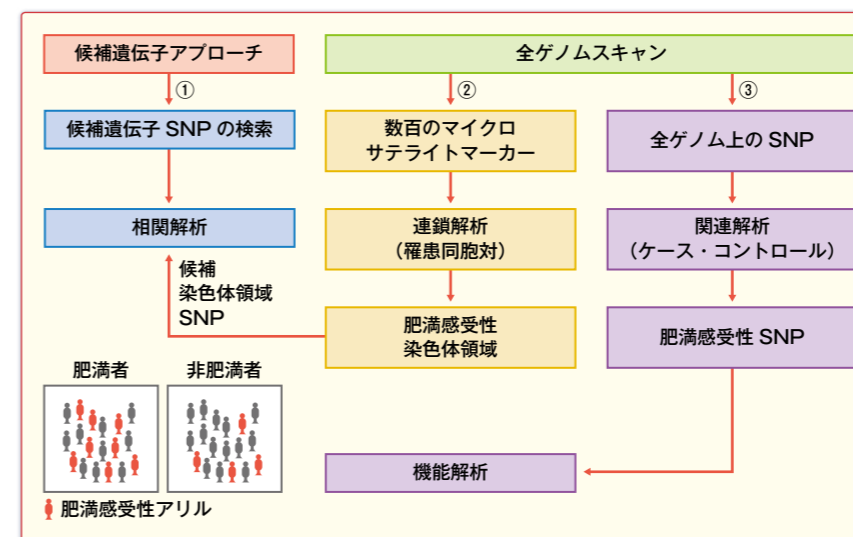 候補遺伝子アプローチ
全ゲノムスキャン
①
②
③
候補遺伝子 SNP の検索
数百のマイクロ
サテライトマーカー
全ゲノム上の SNP
相関解析
連鎖解析
(罹患同胞対)
関連解析
(ケース・コントロール)
候補
染色体領域
SNP
肥満感受性
染色体領域
肥満感受性 SNP
肥満者
非肥満者
機能解析
肥満感受性アリル